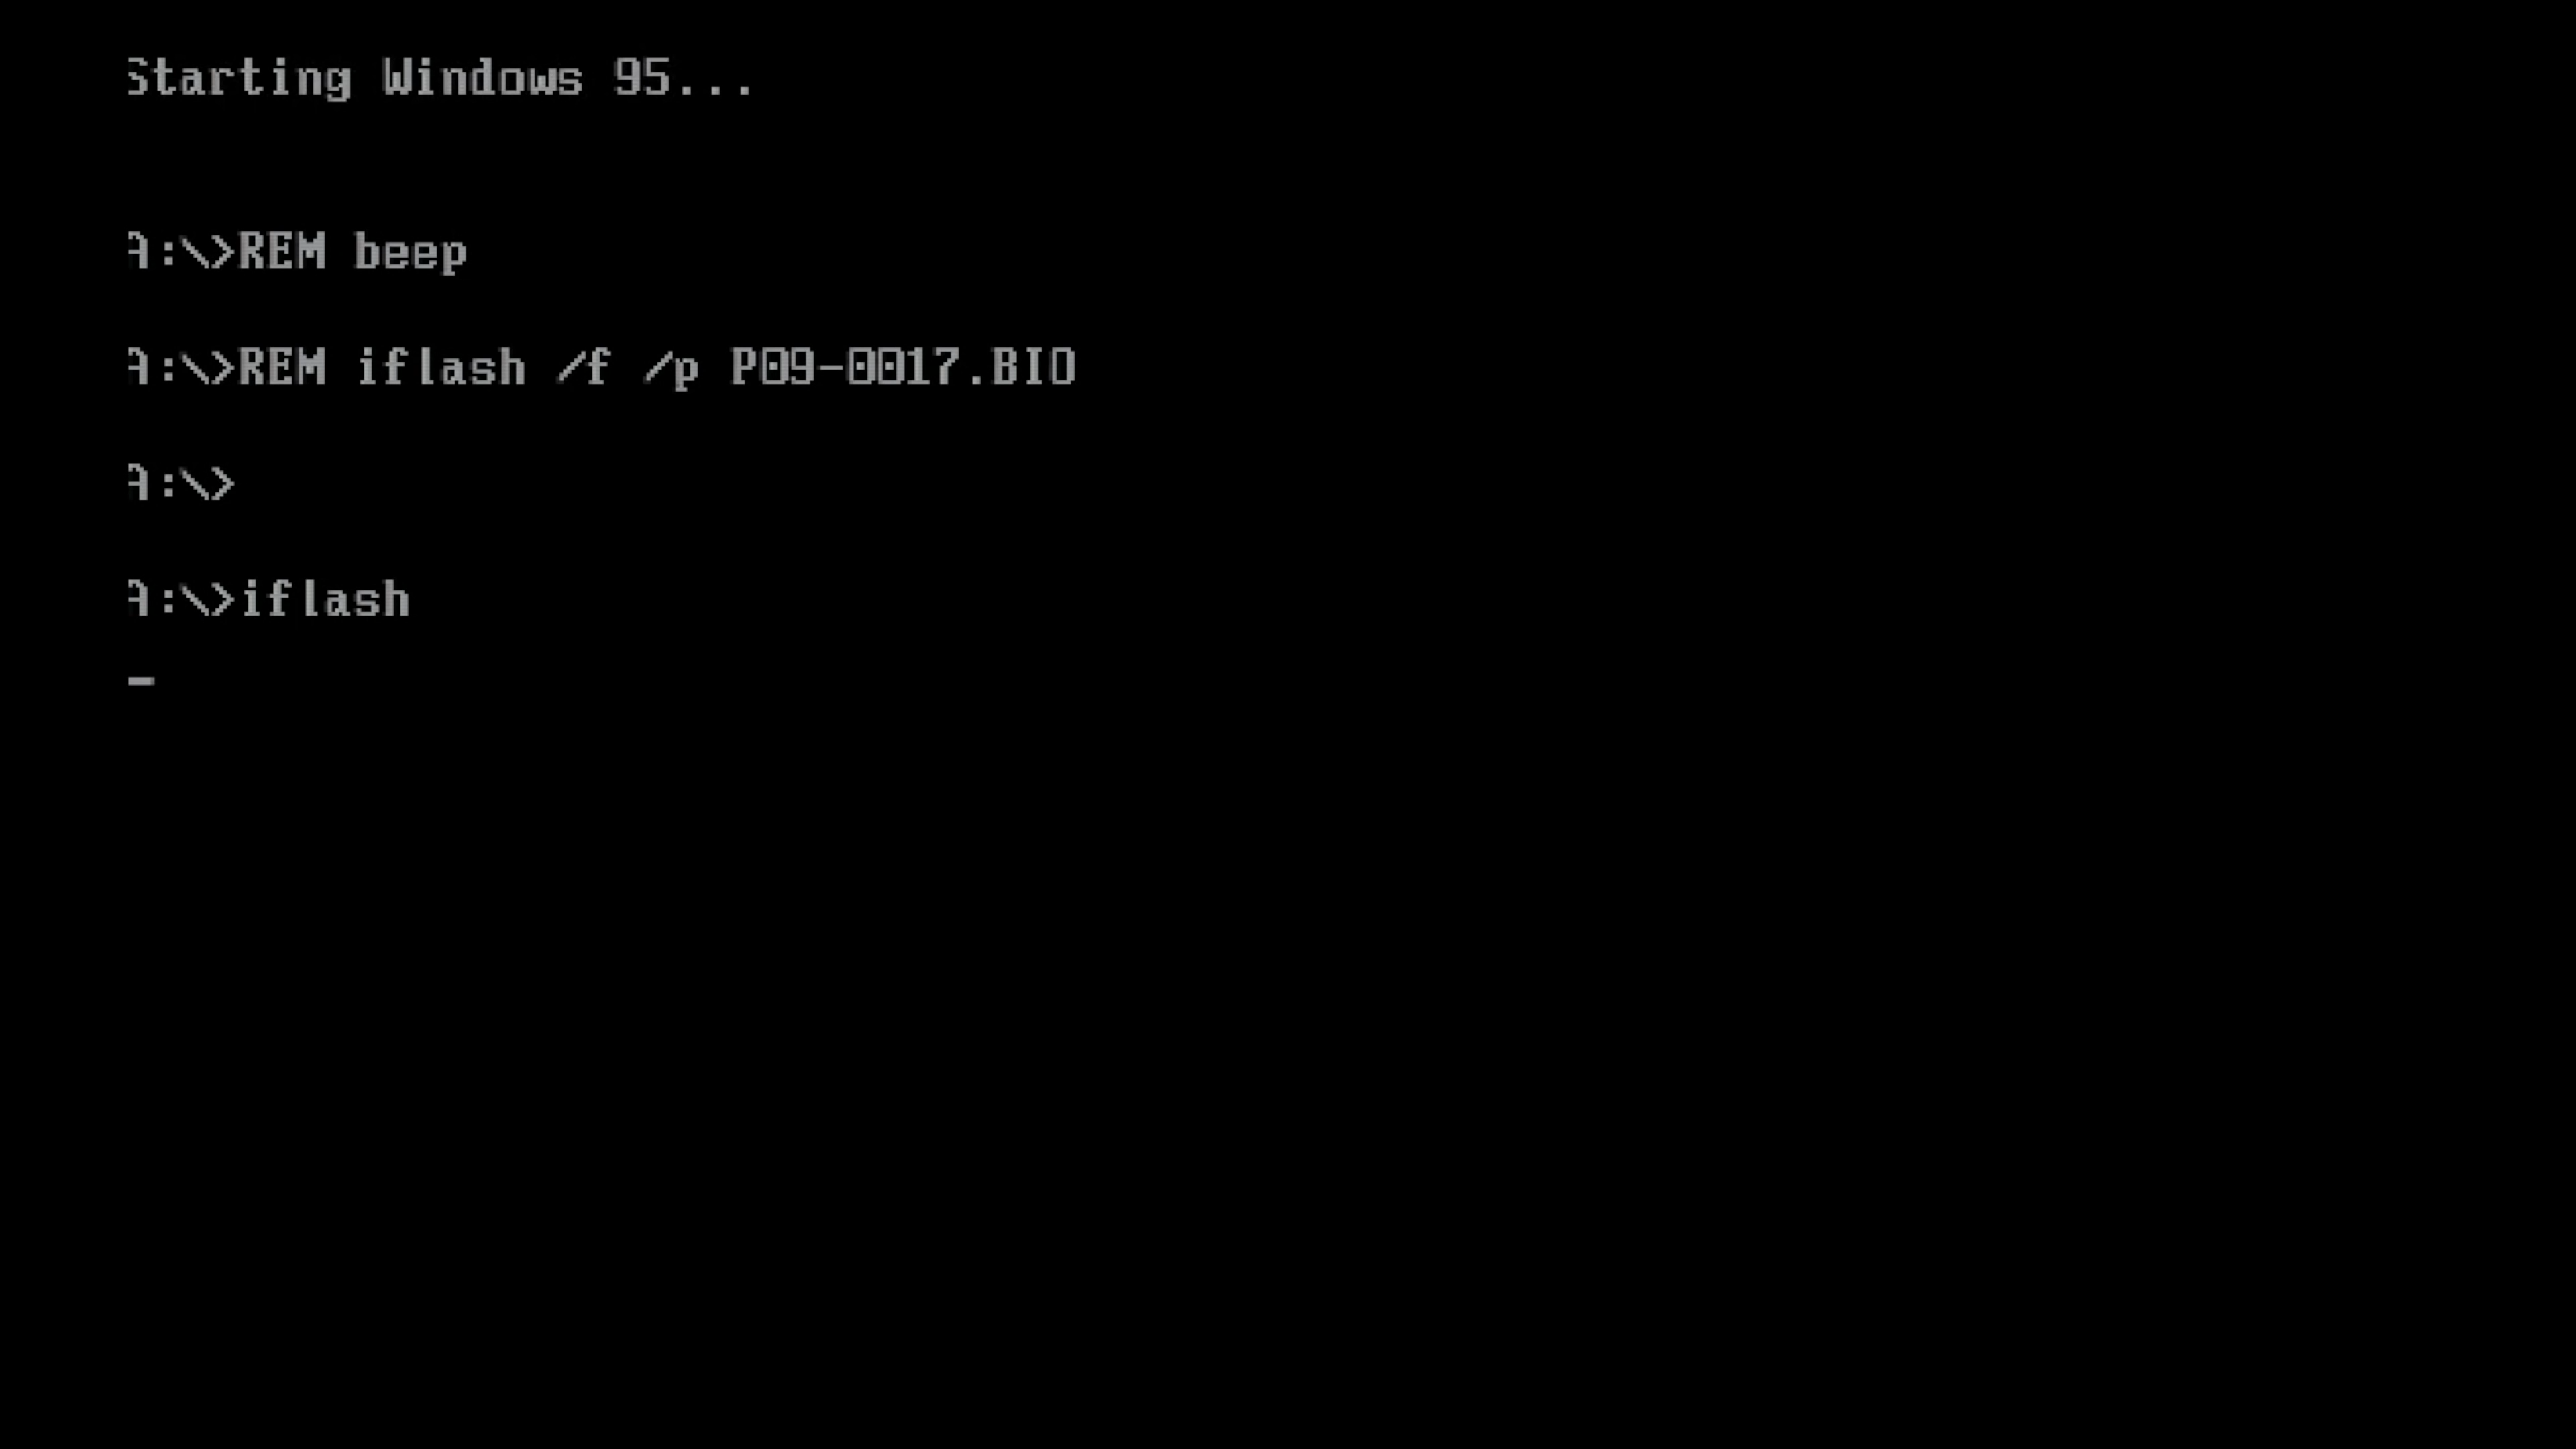 Starting Windows 95...
A:\>REM beep
A:\>REM iflash /f /p P09-0017.BIO
A:\>
A:\>iflash